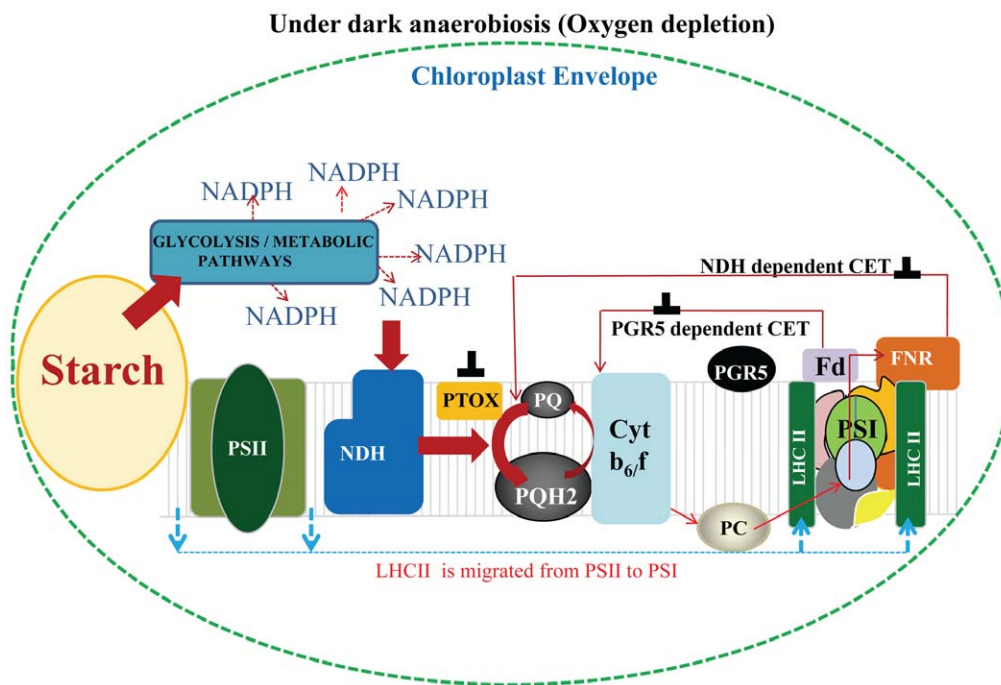 Under dark anaerobiosis (Oxygen depletion)
Chloroplast Envelope
NADPH
NADPH
NADPH
GLYCOLYSIS / METABOLIC
PATHWAYS
NADPH
NADPH
NADPH
NDH dependent CET
PGR5 dependent CET
Starch
PSII
NDH
PTOX
PQ
PQH2
Cyt
b6/f
PGR5
Fd
FNR
LHC II
PSI
LHC II
PC
LHCII is migrated from PSII to PSI